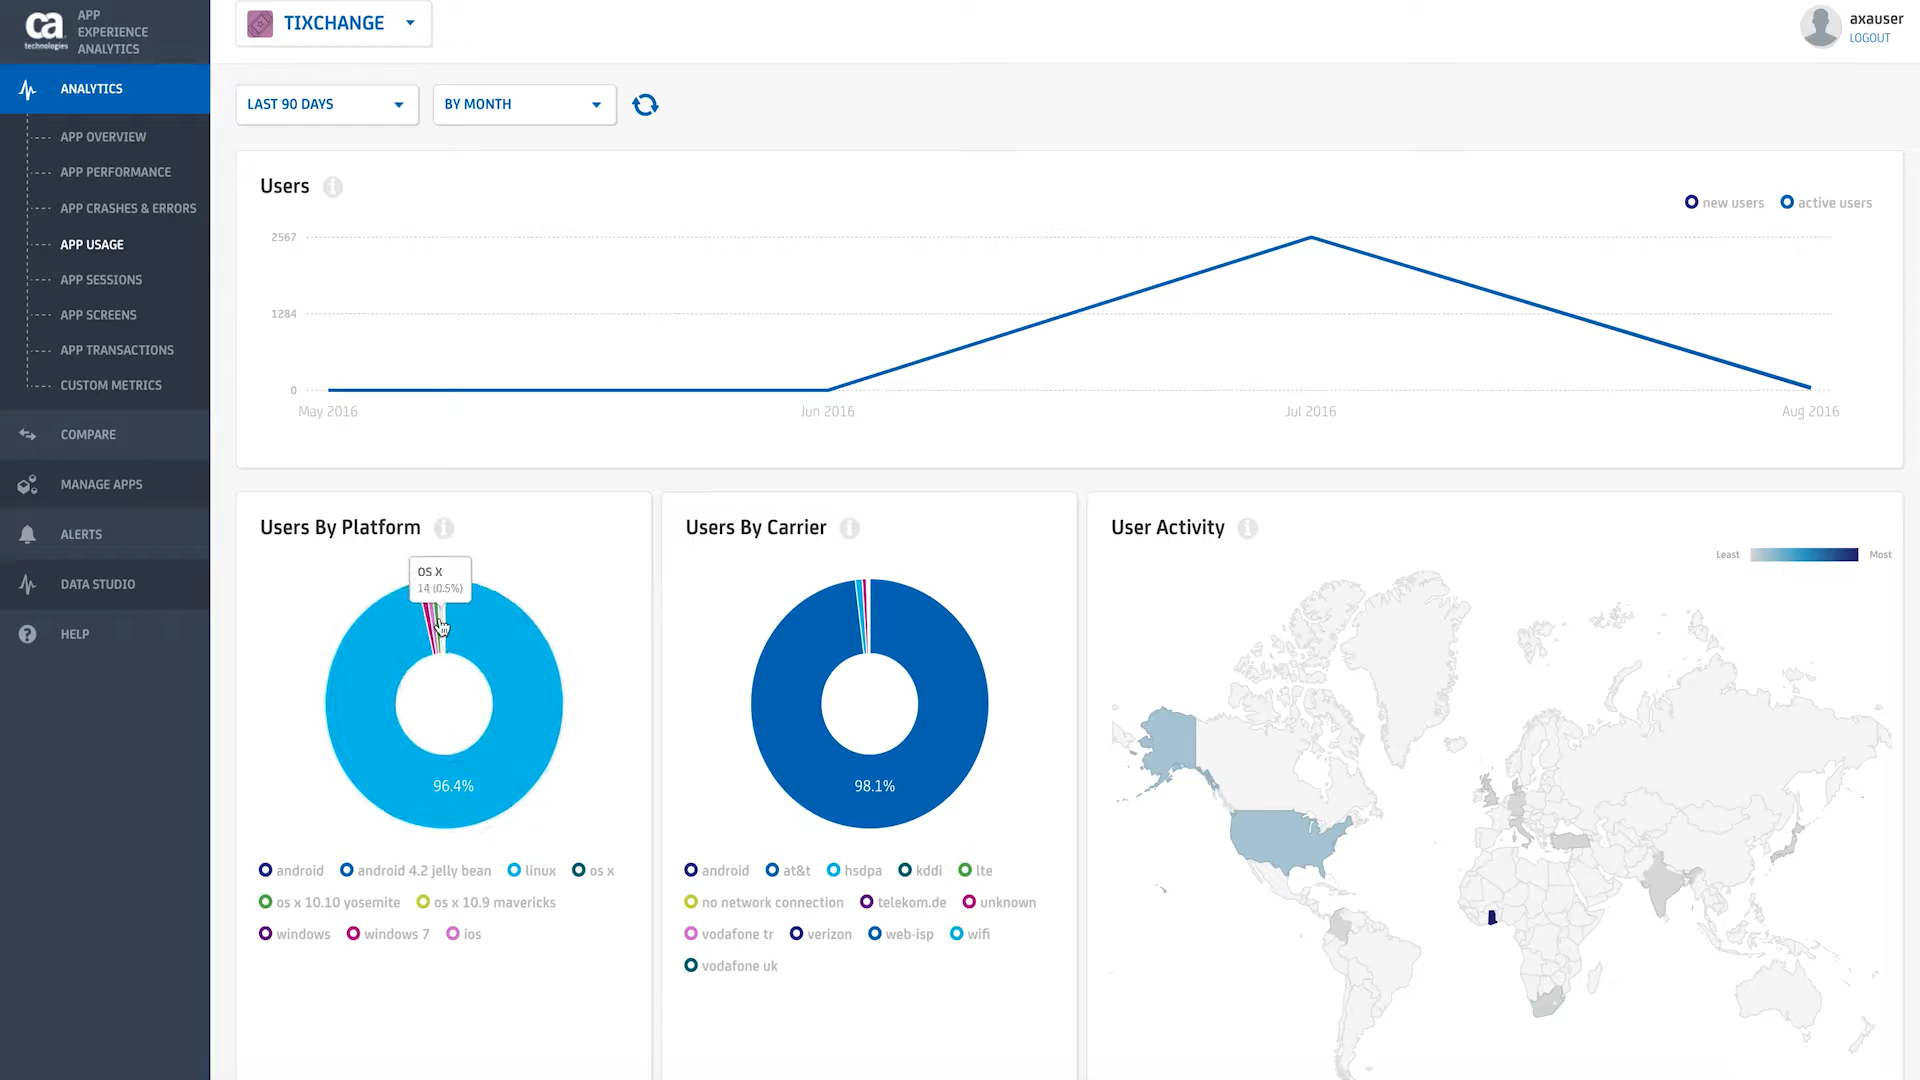 ca
technologies
APP
EXPERIENCE
ANALYTICS
TIXCHANGE
axauser
LOGOUT
ANALYTICS
APP OVERVIEW
APP PERFORMANCE
APP CRASHES & ERRORS
APP USAGE
APP SESSIONS
APP SCREENS
APP TRANSACTIONS
CUSTOM METRICS
COMPARE
MANAGE APPS
ALERTS
DATA STUDIO
HELP
LAST 90 DAYS
BY MONTH
Users
new users active users
2567
1284
0
May 2016 Jun 2016 Jul 2016 Aug 2016
Users By Platform
OS X
14 (0.5%)
96.4%
android android 4.2 jelly bean linux os x
os x 10.10 yosemite os x 10.9 mavericks
windows windows 7 ios
Users By Carrier
98.1%
android at&t hsdpa kddi lte
no network connection telekom.de unknown
vodafone tr verizon web-isp wifi
vodafone uk
User Activity
Least Most